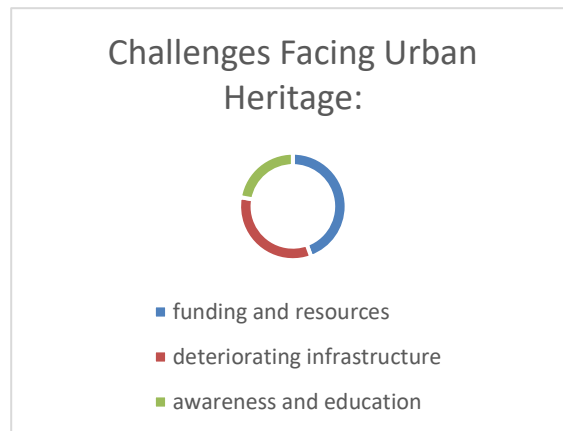 Challenges Facing Urban
Heritage:
funding and resources
deteriorating infrastructure
awareness and education